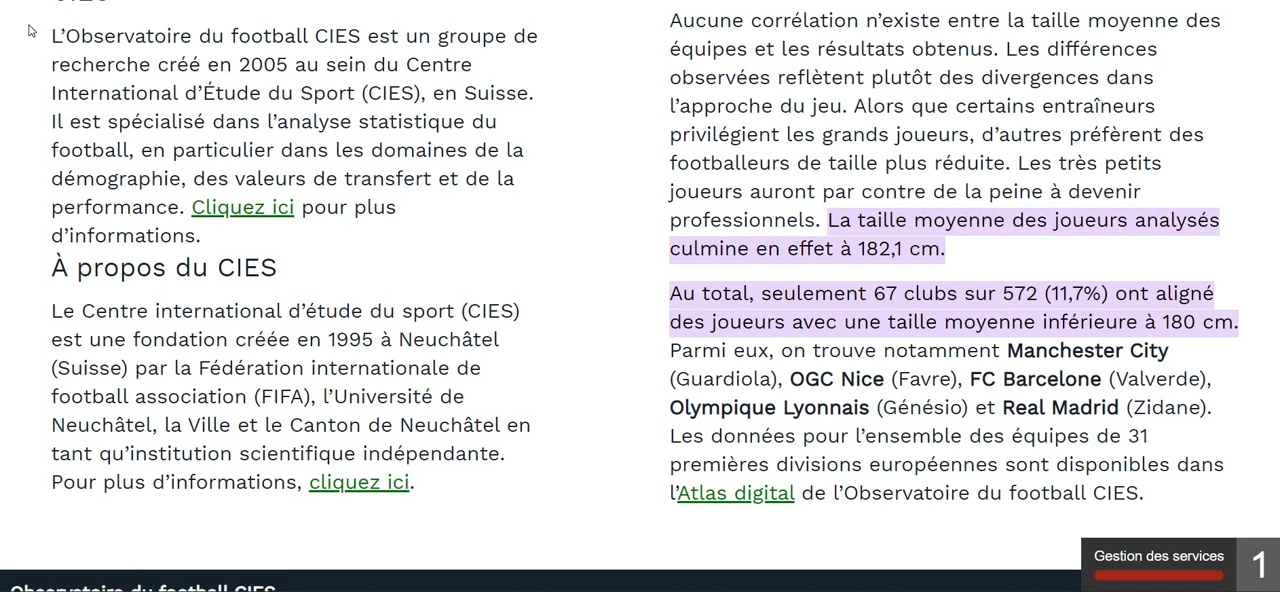 L’Observatoire du football CIES est un groupe de
recherche créé en 2005 au sein du Centre
International d’Étude du Sport (CIES), en Suisse.
Il est spécialisé dans l’analyse statistique du
football, en particulier dans les domaines de la
démographie, des valeurs de transfert et de la
performance. Cliquez ici pour plus
d’informations.
À propos du CIES
Le Centre international d’étude du sport (CIES)
est une fondation créée en 1995 à Neuchâtel
(Suisse) par la Fédération internationale de
football association (FIFA), l’Université de
Neuchâtel, la Ville et le Canton de Neuchâtel en
tant qu’institution scientifique indépendante.
Pour plus d’informations, cliquez ici.
Aucune corrélation n’existe entre la taille moyenne des
équipes et les résultats obtenus. Les différences
observées reflètent plutôt des divergences dans
l’approche du jeu. Alors que certains entraîneurs
privilégient les grands joueurs, d’autres préfèrent des
footballeurs de taille plus réduite. Les très petits
joueurs auront par contre de la peine à devenir
professionnels. La taille moyenne des joueurs analysés
culmine en effet à 182,1 cm.
Au total, seulement 67 clubs sur 572 (11,7%) ont aligné
des joueurs avec une taille moyenne inférieure à 180 cm.
Parmi eux, on trouve notamment Manchester City
(Guardiola), OGC Nice (Favre), FC Barcelone (Valverde),
Olympique Lyonnais (Génésio) et Real Madrid (Zidane).
Les données pour l’ensemble des équipes de 31
premières divisions européennes sont disponibles dans
l’Atlas digital de l’Observatoire du football CIES.
Gestion des services
1
Observatoire du football CIES